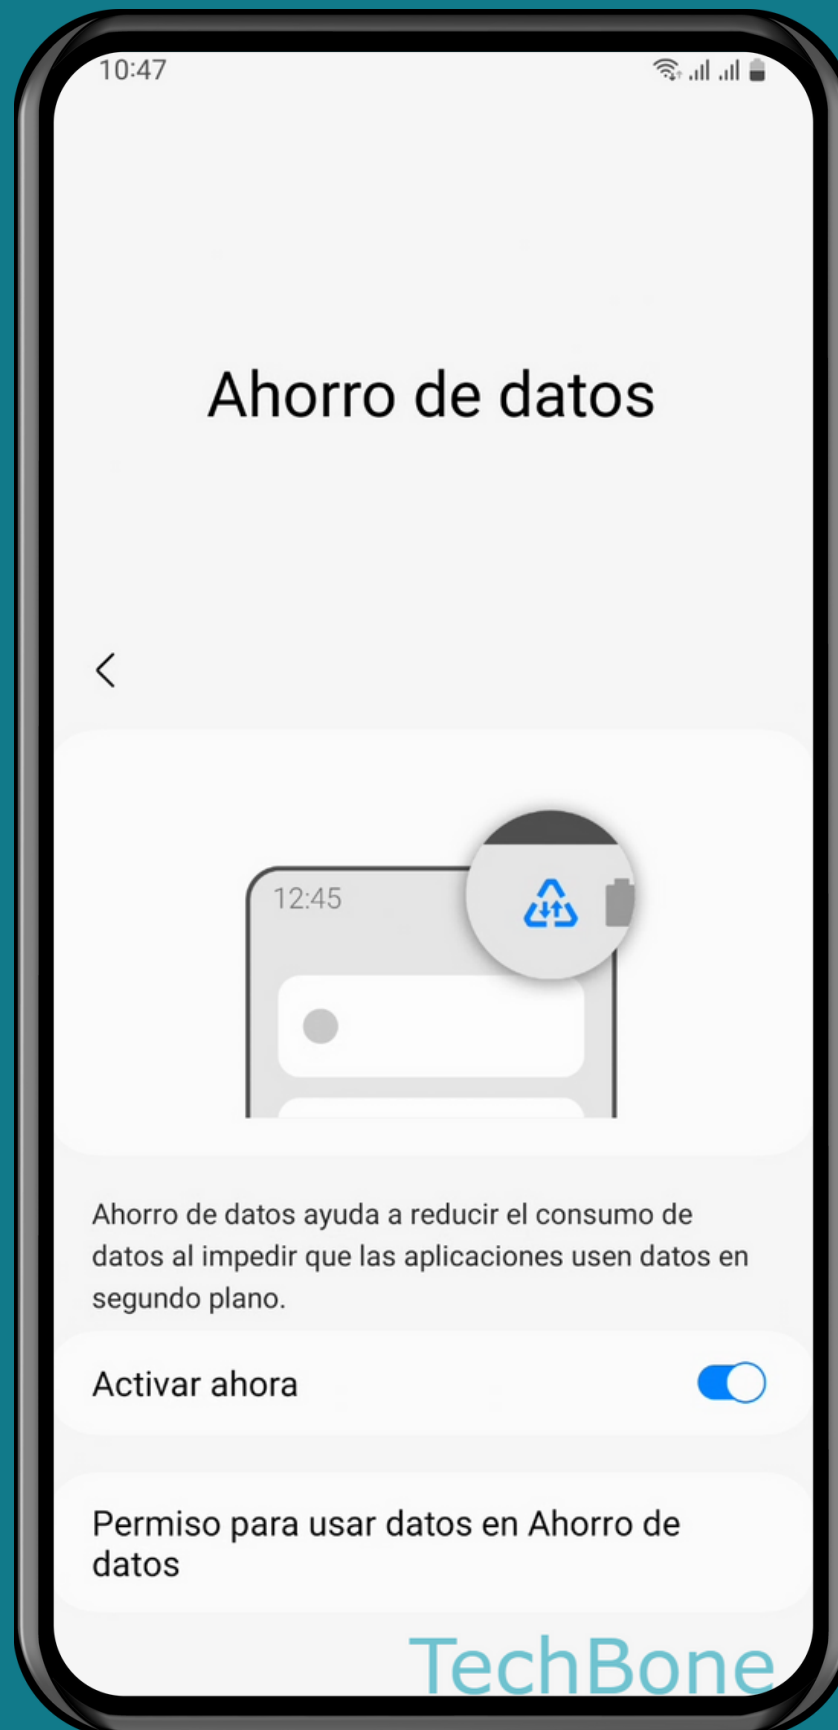 10:47
Ahorro de datos
12:45
Ahorro de datos ayuda a reducir el consumo de
datos al impedir que las aplicaciones usen datos en
segundo plano.
Activar ahora
Permiso para usar datos en Ahorro de
datos
TechBone